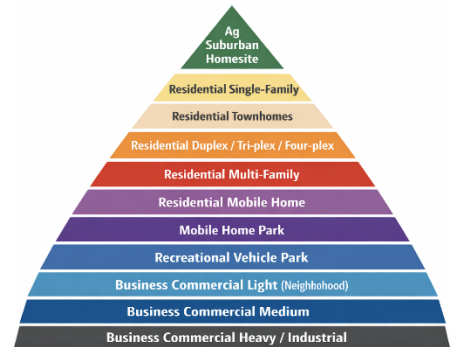 Ag
Suburban
Homesite
Residential Single-Family
Residential Townhomes
Residential Duplex / Tri-plex / Four-plex
Residential Multi-Family
Residential Mobile Home
Mobile Home Park
Recreational Vehicle Park
Business Commercial Light (Neighbohood)
Business Commercial Medium
Business Commercial Heavy / Industrial